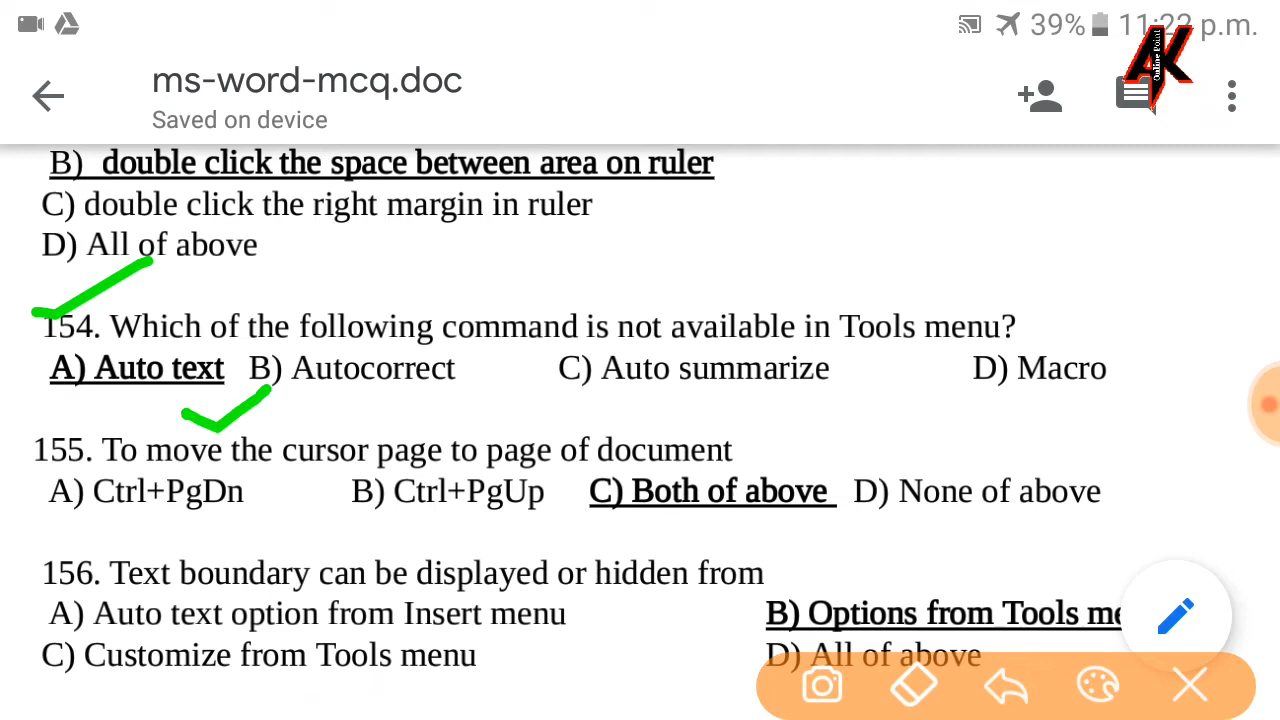 39% 11:22 p.m.
AK
Online Point
ms-word-mcq.doc
Saved on device
B) double click the space between area on ruler
C) double click the right margin in ruler
D) All of above
154. Which of the following command is not available in Tools menu?
A) Auto text B) Autocorrect C) Auto summarize D) Macro
155. To move the cursor page to page of document
A) Ctrl+PgDn B) Ctrl+PgUp C) Both of above D) None of above
156. Text boundary can be displayed or hidden from
A) Auto text option from Insert menu B) Options from Tools me
C) Customize from Tools menu D) All of above